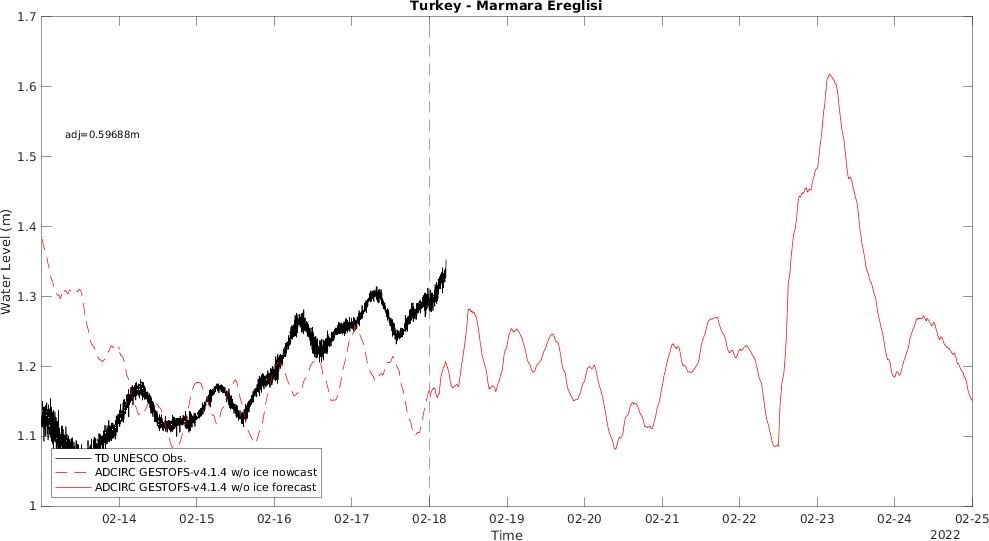 Turkey - Marmara Ereglisi
1.7
1.6
1.5
1.4
1.3
1.2
1.1
1
Water Level (m)
adj=0.59688m
TD UNESCO Obs.
ADCIRC GESTOFS-v4.1.4 w/o ice nowcast
ADCIRC GESTOFS-v4.1.4 w/o ice forecast
02-14 02-15 02-16 02-17 02-18 02-19 02-20 02-21 02-22 02-23 02-24 02-25
Time
2022